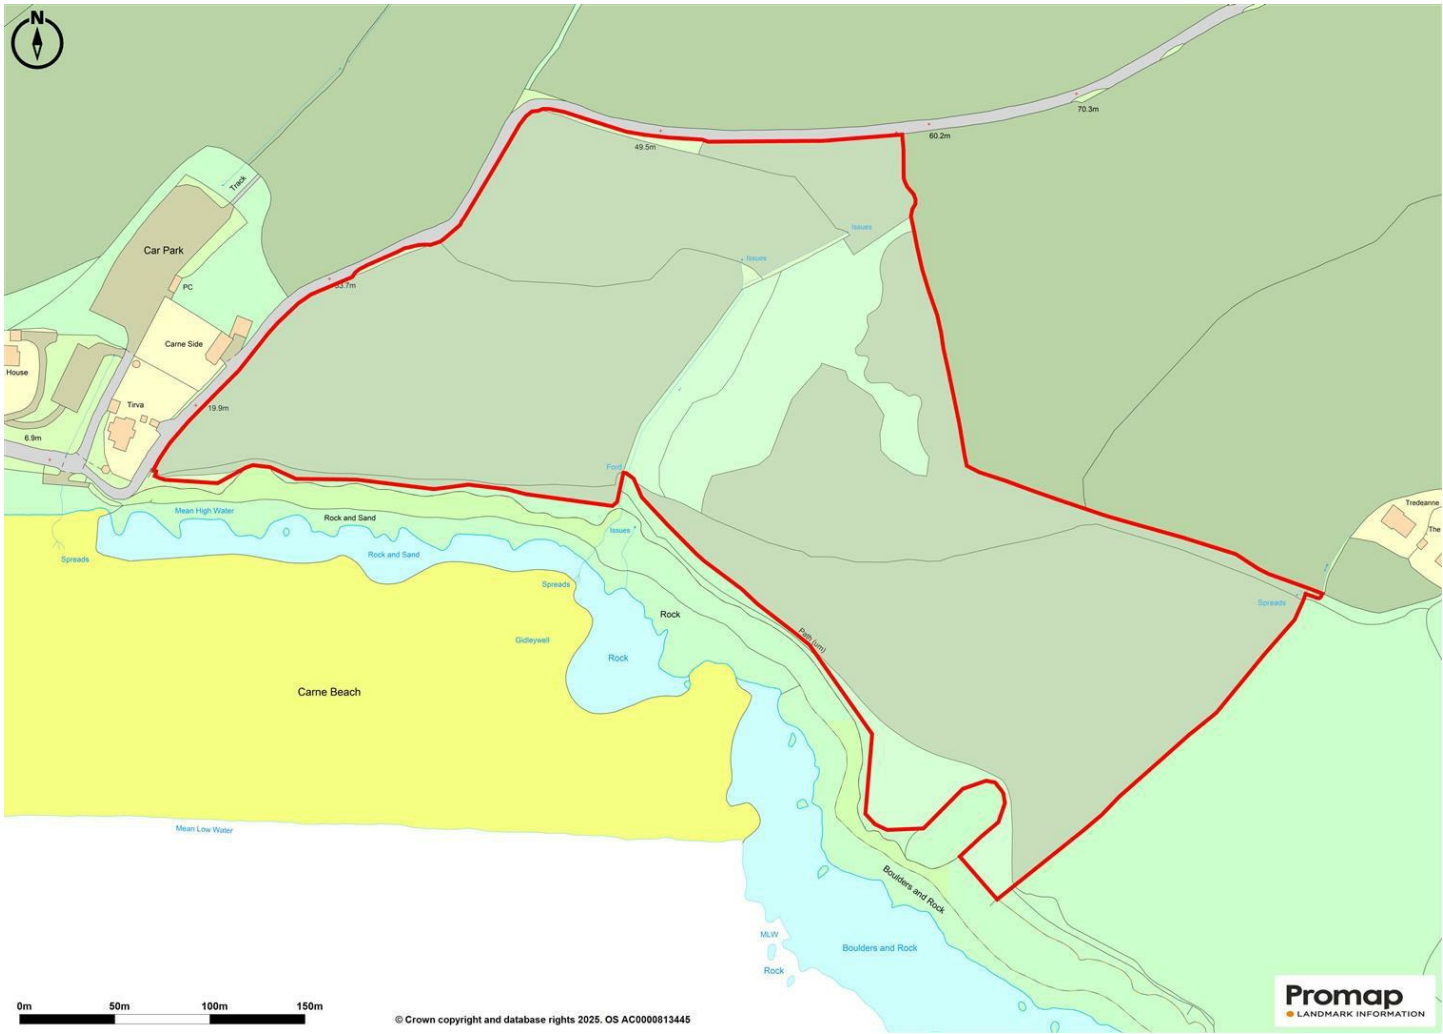 N
70.3m
60.2m
49.5m
Track
Issues
Car Park
Issues
33.7m
PC
Carne Side
House
Tirva
19.9m
6.9m
Ford
Tredeanne
Mean High Water
Rock and Sand
The
Issues
Rock and Sand
Spreads
Spreads
Spreads
Rock
Path (um)
Gidleywell
Rock
Carne Beach
Mean Low Water
Boulders and Rock
MLW
Boulders and Rock
Rock
0m 50m 100m 150m
© Crown copyright and database rights 2025. OS AC0000813445
Promap
LANDMARK INFORMATION